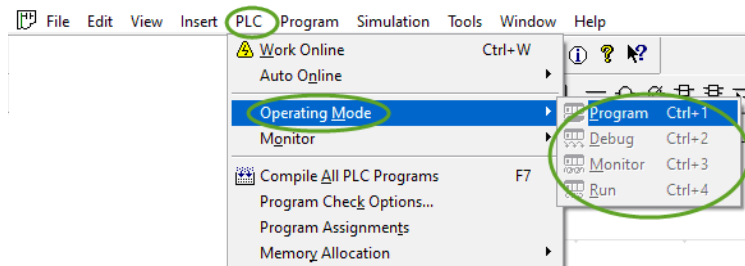 File Edit View Insert PLC Program Simulation Tools Window Help
Work Online Ctrl+W
Auto Online
Operating Mode
Program Ctrl+1
Monitor
Debug Ctrl+2
Monitor Ctrl+3
Compile All PLC Programs F7
Run Ctrl+4
Program Check Options...
Program Assignments
Memory Allocation